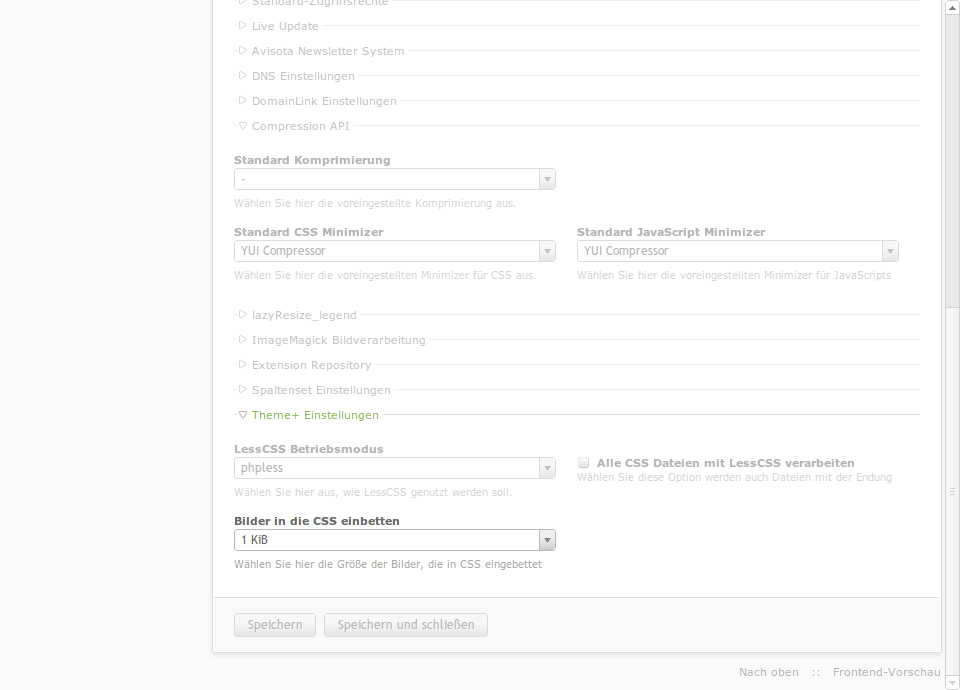 Standard-Zugriffsrechte
Live Update
Avisota Newsletter System
DNS Einstellungen
DomainLink Einstellungen
Compression API
Standard Komprimierung
-
Wählen Sie hier die voreingestellte Komprimierung aus.
Standard CSS Minimizer
YUI Compressor
Wählen Sie hier die voreingestellten Minimizer für CSS aus.
Standard JavaScript Minimizer
YUI Compressor
Wählen Sie hier die voreingestellten Minimizer für JavaScripts
lazyResize_legend
ImageMagick Bildverarbeitung
Extension Repository
Spaltenset Einstellungen
Theme+ Einstellungen
LessCSS Betriebsmodus
phpless
Wählen Sie hier aus, wie LessCSS genutzt werden soll.
Alle CSS Dateien mit LessCSS verarbeiten
Wählen Sie diese Option werden auch Dateien mit der Endung
Bilder in die CSS einbetten
1 KiB
Wählen Sie hier die Größe der Bilder, die in CSS eingebettet
Speichern
Speichern und schließen
Nach oben :: Frontend-Vorschau